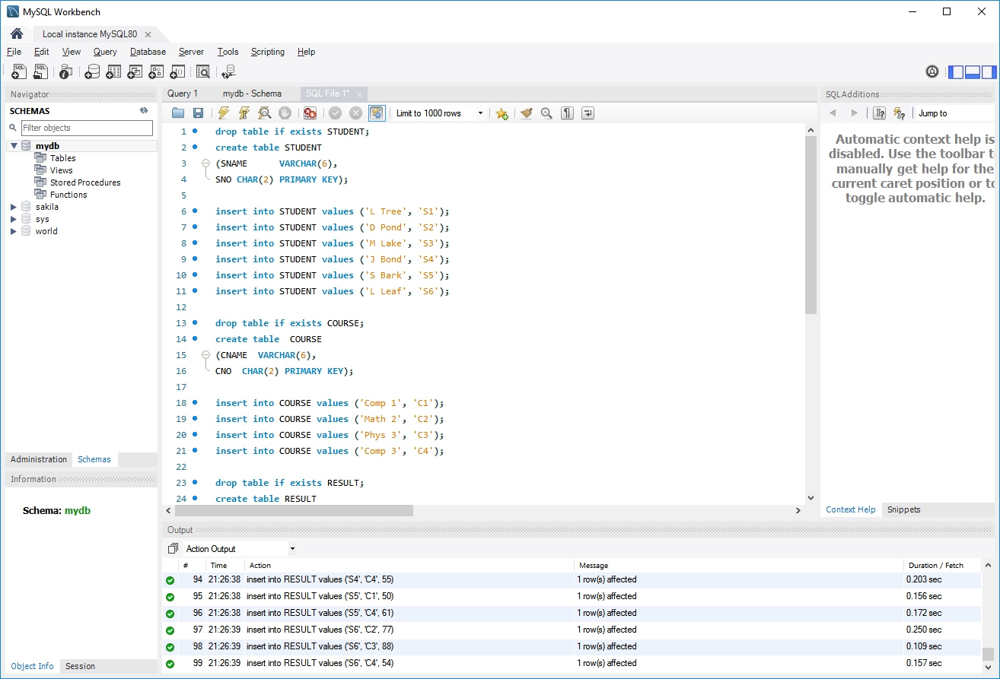 MySQL Workbench
Local instance MySQL80
File Edit View Query Database Server Tools Scripting Help
Navigator
SCHEMAS
Filter objects
mydb
Tables
Views
Stored Procedures
Functions
sakila
sys
world
Administration Schemas
Information
Schema: mydb
Object Info Session
Query 1 mydb - Schema SQL File 1*
Limit to 1000 rows
1 drop table if exists STUDENT;
2 create table STUDENT
3 (SNAME VARCHAR(6),
4 SNO CHAR(2) PRIMARY KEY);
5
6 insert into STUDENT values ('L Tree', 'S1');
7 insert into STUDENT values ('D Pond', 'S2');
8 insert into STUDENT values ('M Lake', 'S3');
9 insert into STUDENT values ('J Bond', 'S4');
10 insert into STUDENT values ('S Bark', 'S5');
11 insert into STUDENT values ('L Leaf', 'S6');
12
13 drop table if exists COURSE;
14 create table COURSE
15 (CNAME VARCHAR(6),
16 CNO CHAR(2) PRIMARY KEY);
17
18 insert into COURSE values ('Comp 1', 'C1');
19 insert into COURSE values ('Math 2', 'C2');
20 insert into COURSE values ('Phys 3', 'C3');
21 insert into COURSE values ('Comp 3', 'C4');
22
23 drop table if exists RESULT;
24 create table RESULT
SQLAdditions
Jump to
Automatic context help is
disabled. Use the toolbar t
manually get help for the
current caret position or to
toggle automatic help.
Context Help Snippets
Output
Action Output
# Time Action Message Duration / Fetch
94 21:26:38 insert into RESULT values ('S4', 'C4', 55) 1 row(s) affected 0.203 sec
95 21:26:38 insert into RESULT values ('S5', 'C1', 50) 1 row(s) affected 0.156 sec
96 21:26:38 insert into RESULT values ('S5', 'C4', 61) 1 row(s) affected 0.172 sec
97 21:26:39 insert into RESULT values ('S6', 'C2', 77) 1 row(s) affected 0.250 sec
98 21:26:39 insert into RESULT values ('S6', 'C3', 88) 1 row(s) affected 0.109 sec
99 21:26:39 insert into RESULT values ('S6', 'C4', 54) 1 row(s) affected 0.157 sec